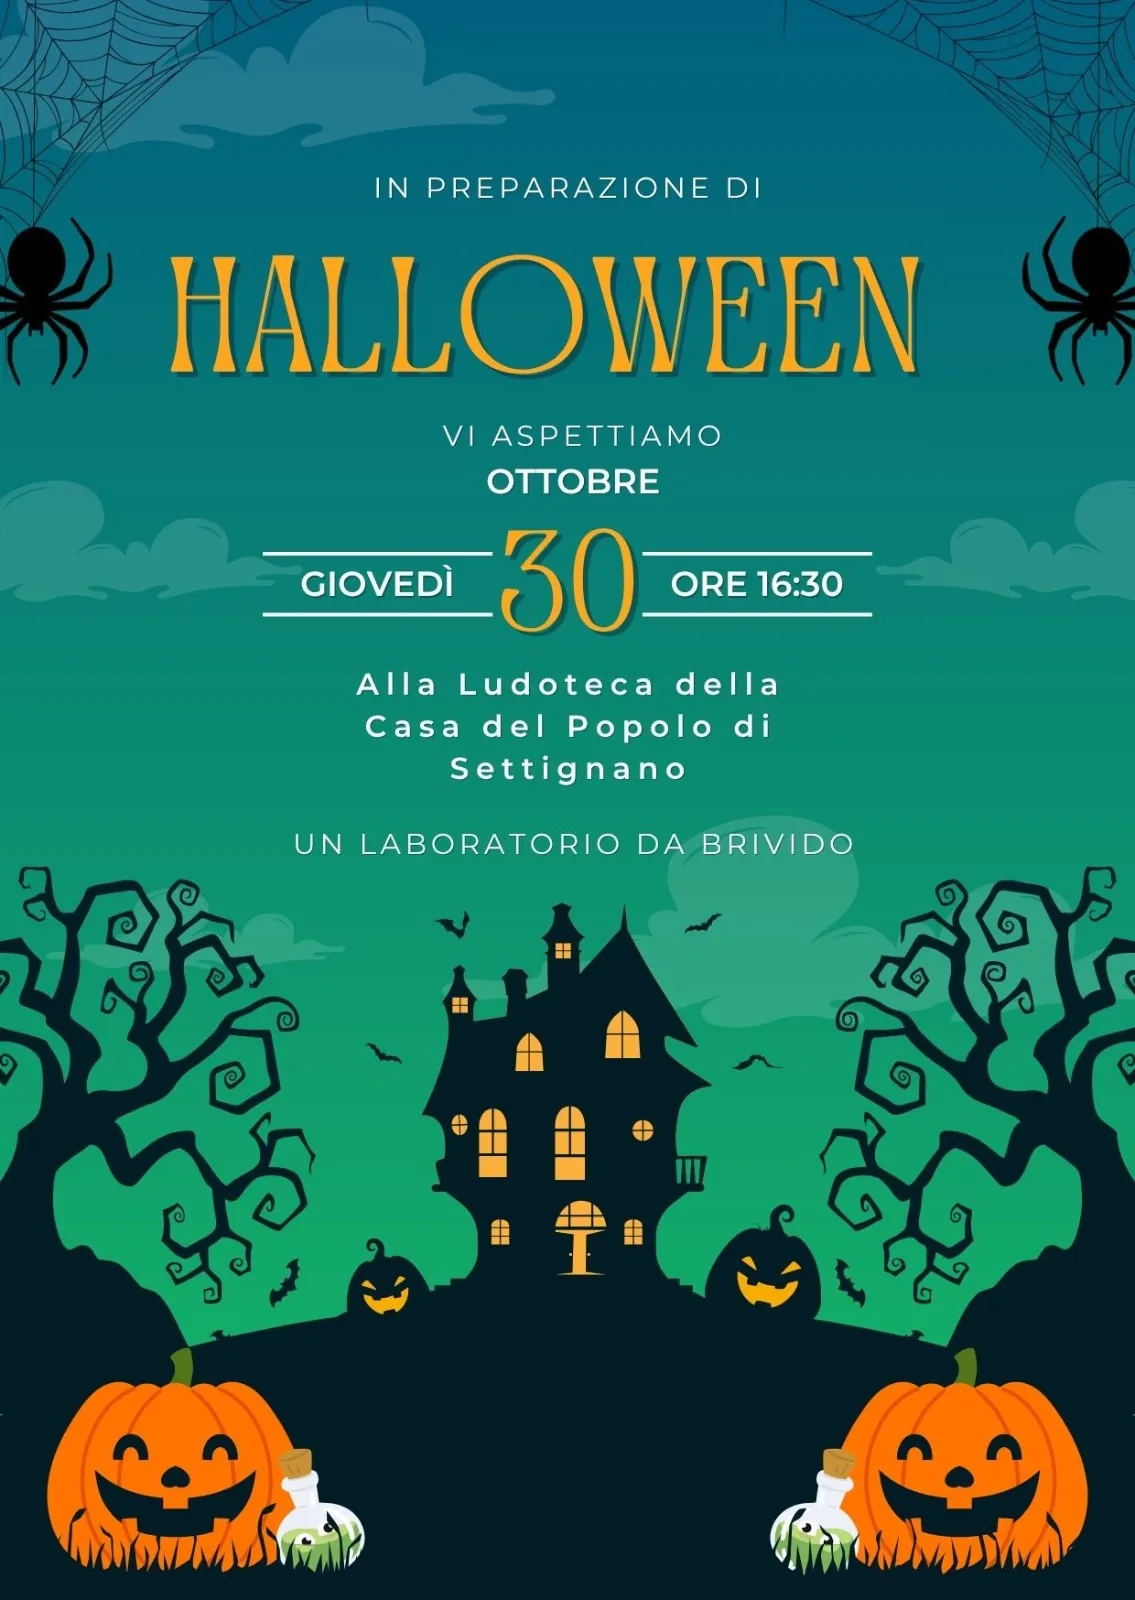 IN PREPARAZIONE DI
HALLOWEEN
VI ASPETTIAMO
OTTOBRE
GIOVEDÌ 30 ORE 16:30
Alla Ludoteca della
Casa del Popolo di
Settignano
UN LABORATORIO DA BRIVIDO